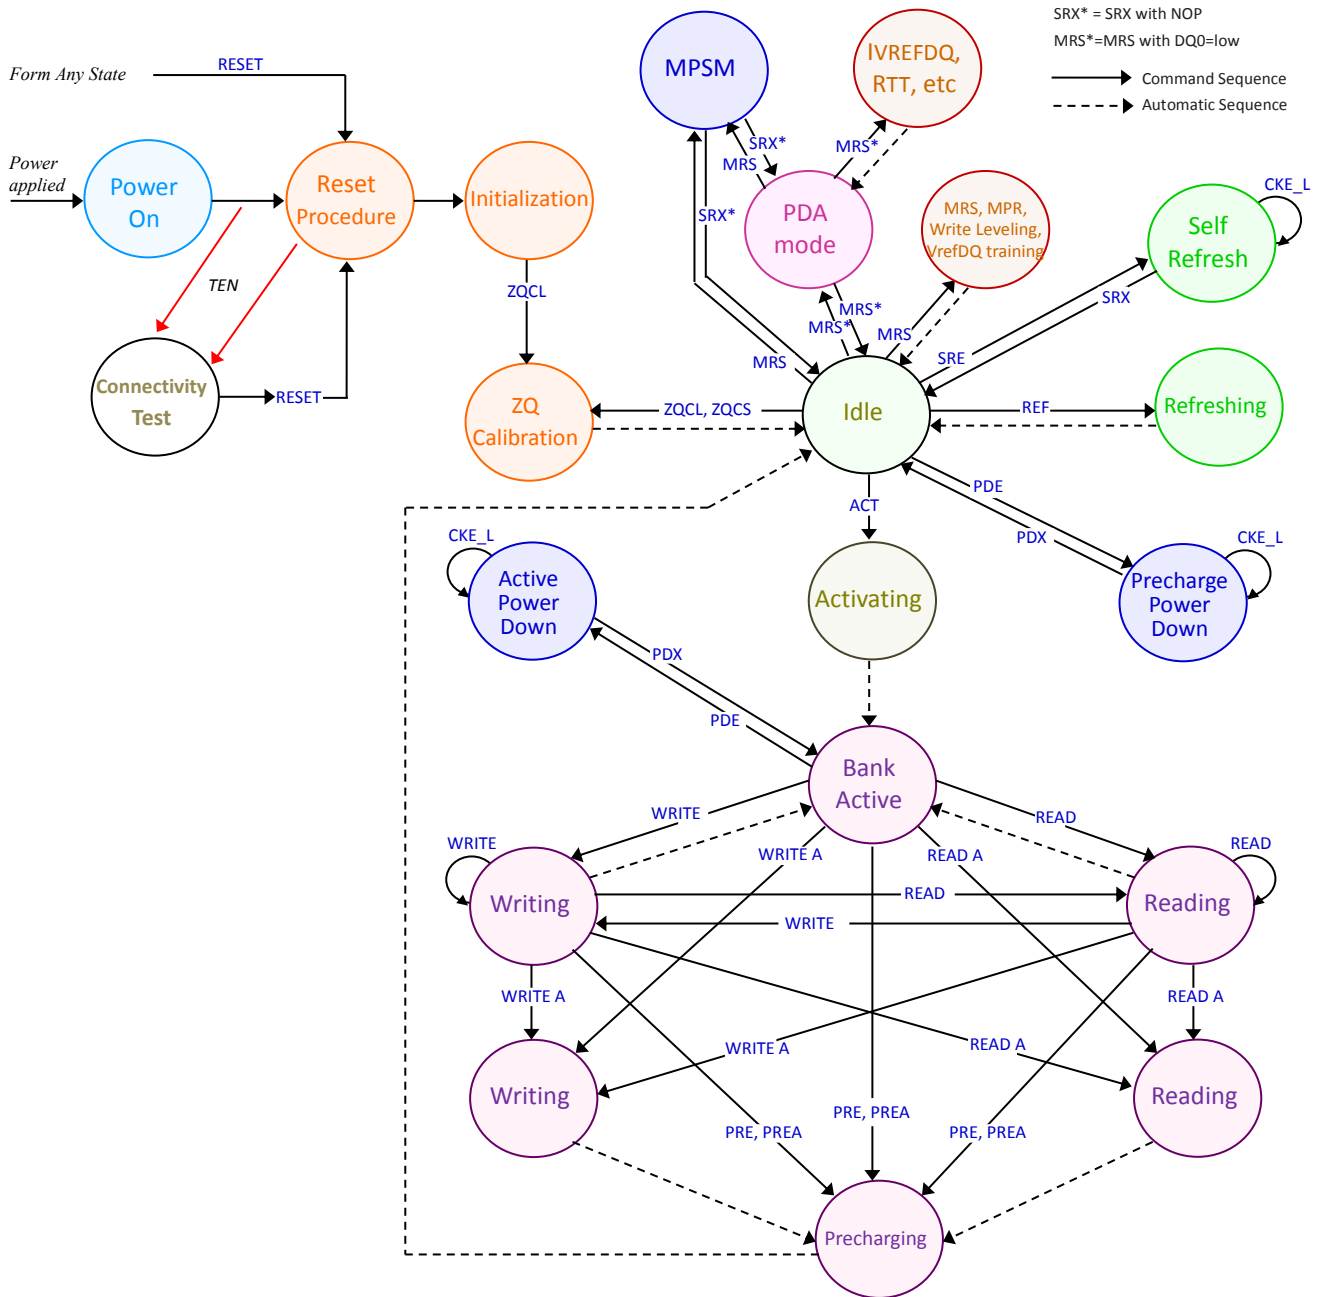 SRX* = SRX with NOP
MRS*=MRS with DQ0=low
Command Sequence
Automatic Sequence
Form Any State
RESET
Power
applied
Power
On
Reset
Procedure
Initialization
TEN
ZQCL
Connectivity
Test
RESET
ZQ
Calibration
MPSM
IVREFDQ,
RTT, etc
SRX*
MRS
MRS*
PDA
mode
SRX*
MRS, MPR,
Write Leveling,
VrefDQ training
CKE_L
Self
Refresh
MRS*
MRS*
MRS
MRS
SRE
SRX
ZQCL, ZQCS
Idle
REF
Refreshing
ACT
PDE
PDX
CKE_L
Active
Power
Down
Activating
CKE_L
Precharge
Power
Down
PDX
PDE
Bank
Active
WRITE
READ
WRITE
WRITE A
READ A
READ
Writing
READ
WRITE
Reading
WRITE A
READ A
WRITE A
READ A
Writing
Reading
PRE, PREA
PRE, PREA
PRE, PREA
Precharging